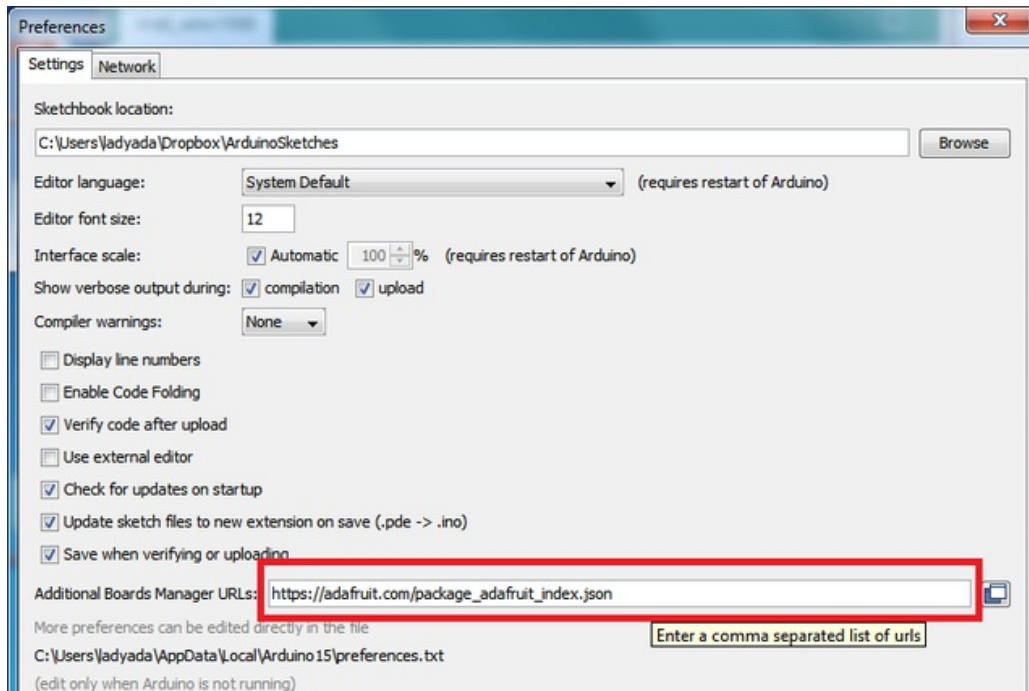 Preferences
Settings Network
Sketchbook location:
C:\Users\ladyada\Dropbox\ArduinoSketches Browse
Editor language: System Default (requires restart of Arduino)
Editor font size: 12
Interface scale: Automatic 100 % (requires restart of Arduino)
Show verbose output during: compilation upload
Compiler warnings: None
Display line numbers
Enable Code Folding
Verify code after upload
Use external editor
Check for updates on startup
Update sketch files to new extension on save (.pde -> .ino)
Save when verifying or uploading
Additional Boards Manager URLs: https://adafruit.com/package_adafruit_index.json
More preferences can be edited directly in the file
Enter a comma separated list of urls
C:\Users\ladyada\AppData\Local\Arduino15\preferences.txt
(edit only when Arduino is not running)